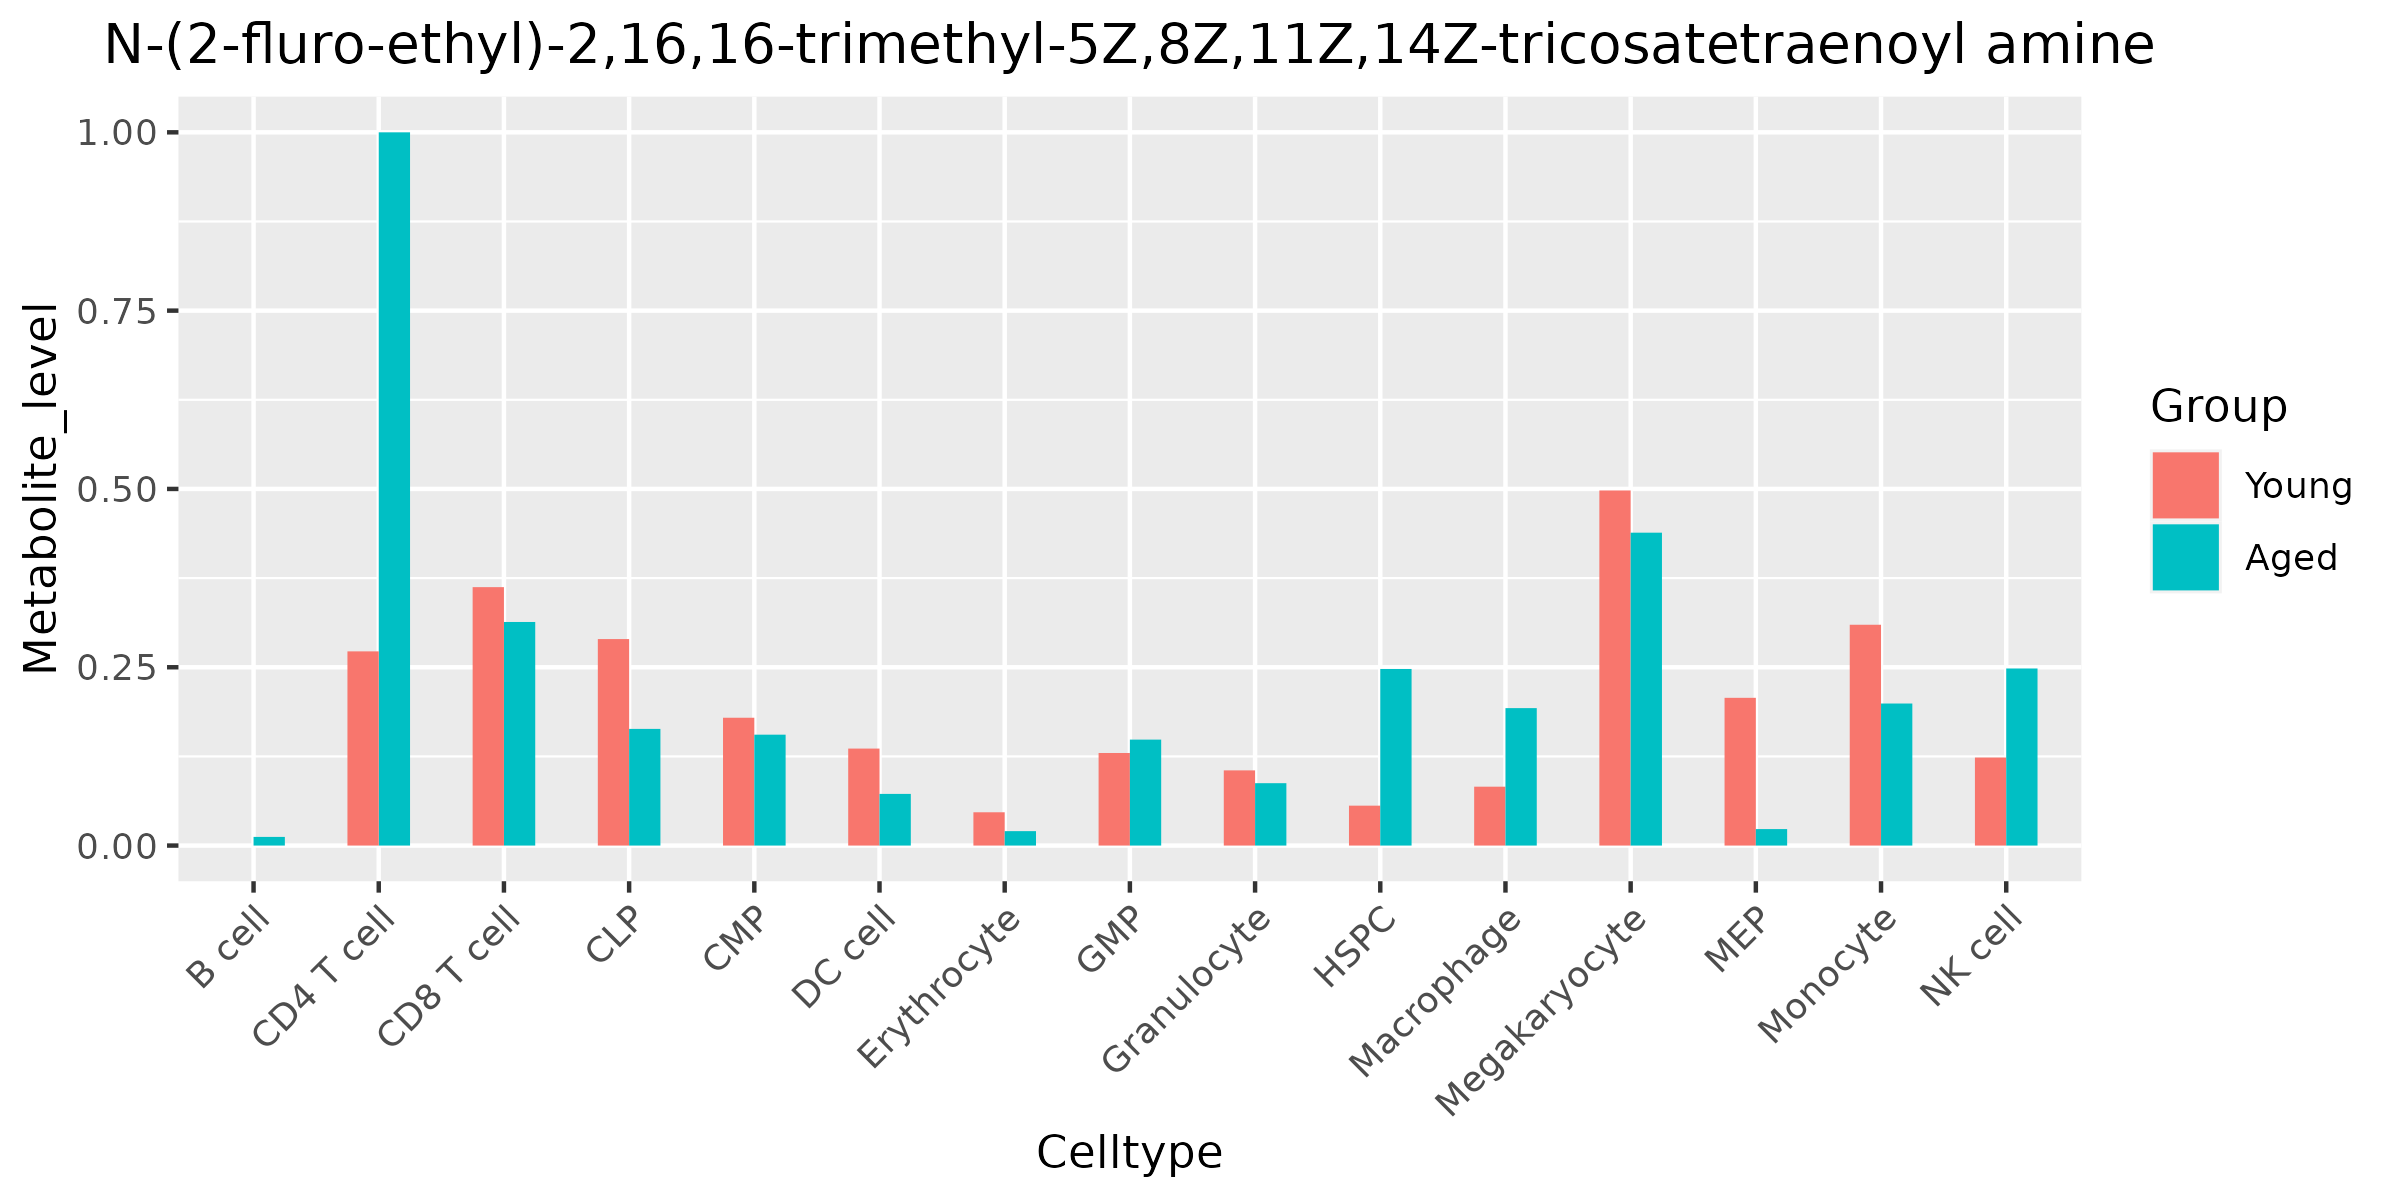 N-(2-fluro-ethyl)-2,16,16-trimethyl-5Z,8Z,11Z,14Z-tricosatetraenoyl amine
Metabolite_level
1.00
0.75
0.50
0.25
0.00
B cell
CD4 T cell
CD8 T cell
CLP
CMP
DC cell
Erythrocyte
GMP
Granulocyte
HSPC
Macrophage
Megakaryocyte
MEP
Monocyte
NK cell
Celltype
Group
Young
Aged